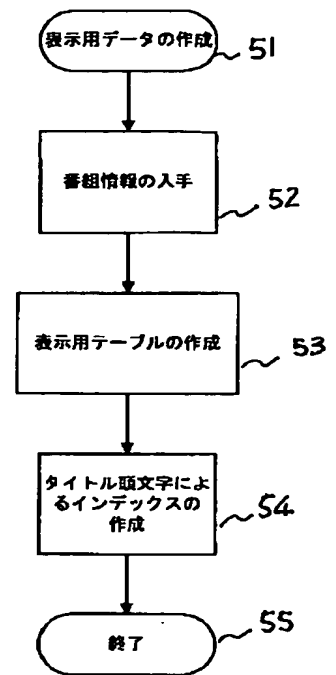 表示用データの作成
51
番組情報の入手
52
表示用テーブルの作成
53
タイトル頭文字によ
るインデックスの
作成
54
終了
55